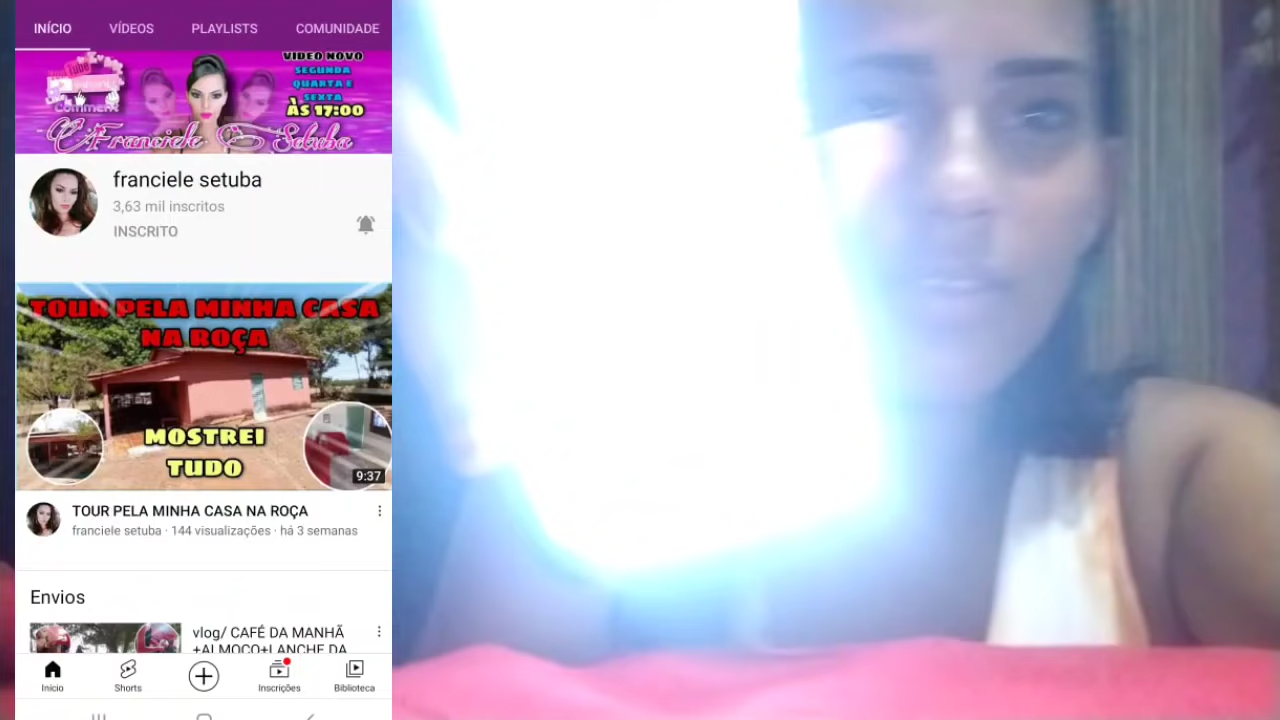 INÍCIO VÍDEOS PLAYLISTS COMUNIDADE
YouTube
Comment
VIDEO NOVO
SEGUNDA
QUARTA E
SEXTA
ÀS 17:00
Franciele Setuba
franciele setuba
3,63 mil inscritos
INSCRITO
TOUR PELA MINHA CASA
NA ROÇA
MOSTREI
TUDO
9:37
TOUR PELA MINHA CASA NA ROÇA
franciele setuba · 144 visualizações · há 3 semanas
Envios
vlog/ CAFÉ DA MANHÃ
+ALMOÇO+LANCHE DA
Início Shorts Inscrições Biblioteca